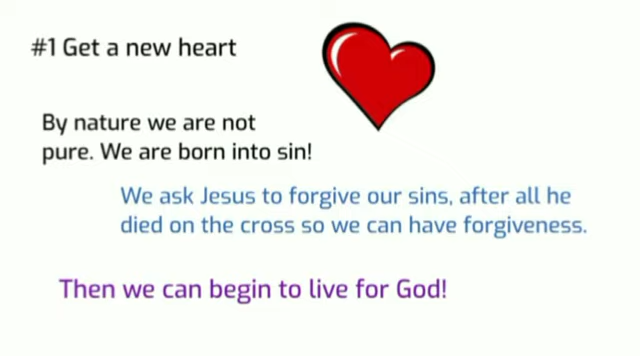 #1 Get a new heart
By nature we are not
pure. We are born into sin!
We ask Jesus to forgive our sins, after all he
died on the cross so we can have forgiveness.
Then we can begin to live for God!